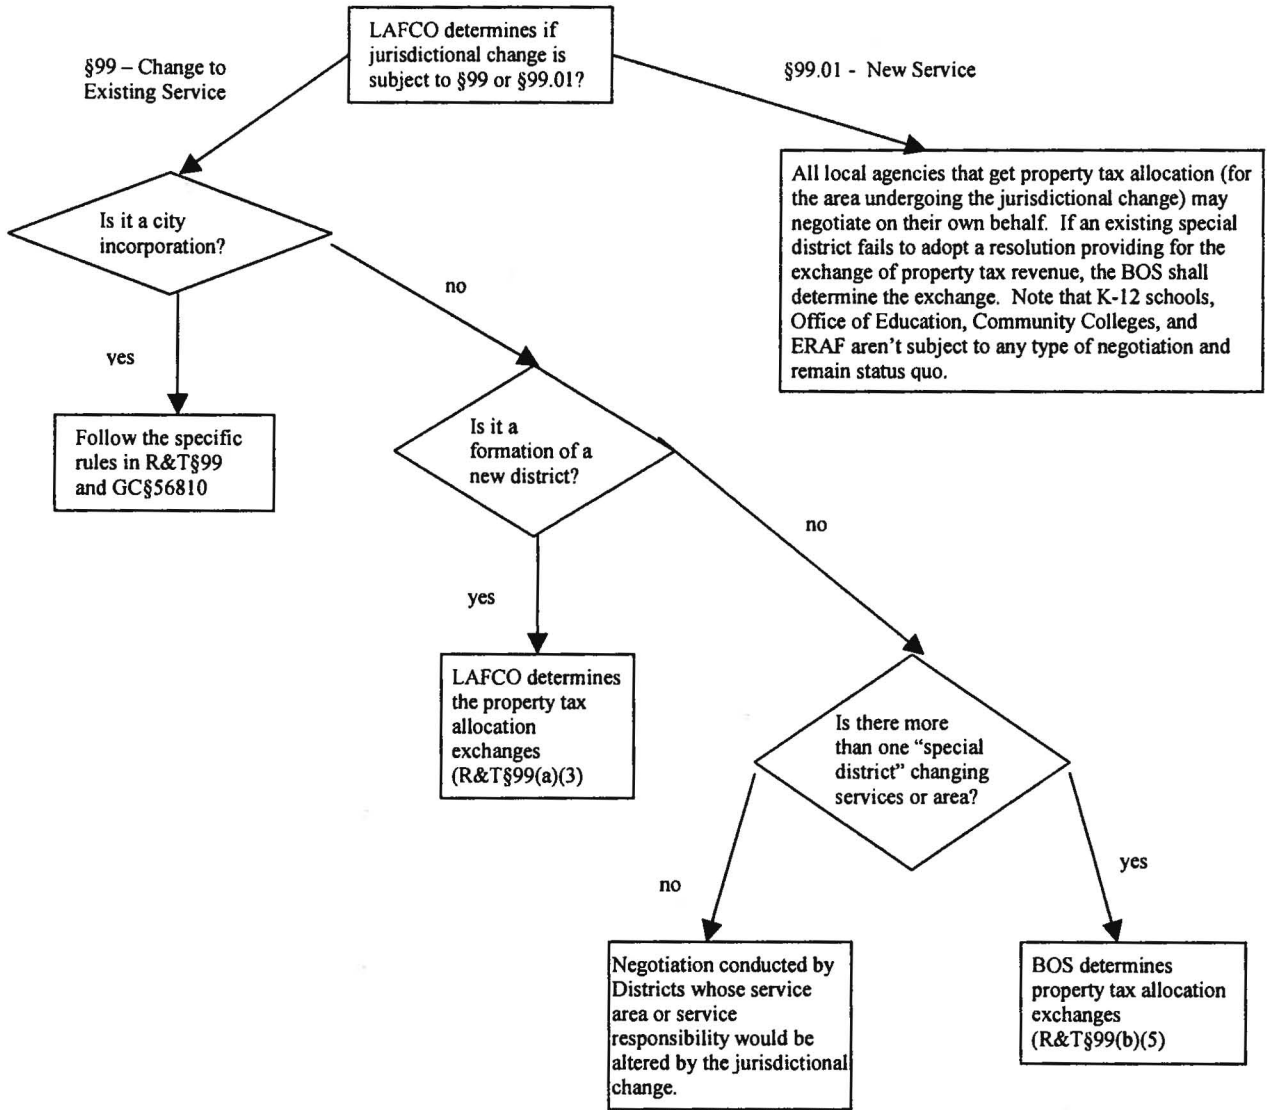 LAFCO determines if
jurisdictional change is
subject to §99 or §99.01?
§99 – Change to
Existing Service
§99.01 - New Service
All local agencies that get property tax allocation (for
the area undergoing the jurisdictional change) may
negotiate on their own behalf. If an existing special
district fails to adopt a resolution providing for the
exchange of property tax revenue, the BOS shall
determine the exchange. Note that K-12 schools,
Office of Education, Community Colleges, and
ERAF aren't subject to any type of negotiation and
remain status quo.
Is it a city
incorporation?
no
yes
Follow the specific
rules in R&T§99
and GC§56810
Is it a
formation of a
new district?
no
yes
LAFCO determines
the property tax
allocation
exchanges
(R&T§99(a)(3)
Is there more
than one “special
district” changing
services or area?
no
yes
Negotiation conducted by
Districts whose service
area or service
responsibility would be
altered by the jurisdictional
change.
BOS determines
property tax allocation
exchanges
(R&T§99(b)(5)